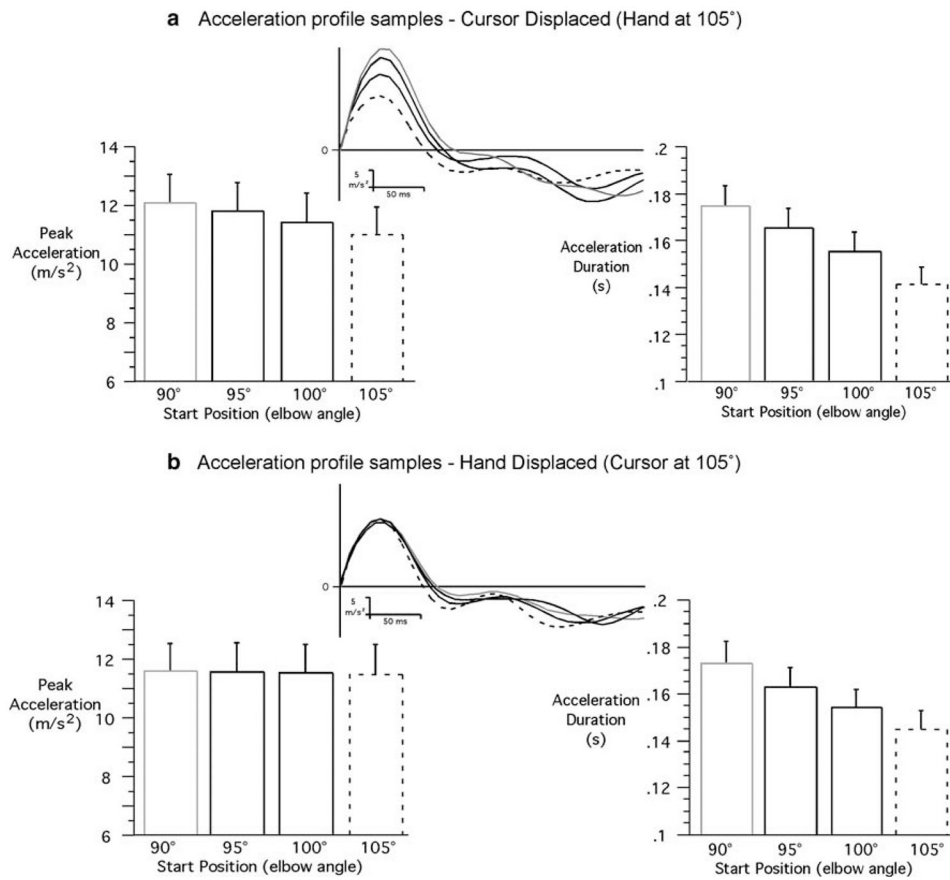 a Acceleration profile samples - Cursor Displaced (Hand at 105°)
0
5
m/s²
50 ms
14
12
10
8
6
Peak
Acceleration
(m/s²)
90° 95° 100° 105°
Start Position (elbow angle)
.2
.18
.16
.14
.12
.1
Acceleration
Duration
(s)
90° 95° 100° 105°
Start Position (elbow angle)
b Acceleration profile samples - Hand Displaced (Cursor at 105°)
0
5
m/s²
50 ms
14
12
10
8
6
Peak
Acceleration
(m/s²)
90° 95° 100° 105°
Start Position (elbow angle)
.2
.18
.16
.14
.12
.1
Acceleration
Duration
(s)
90° 95° 100° 105°
Start Position (elbow angle)